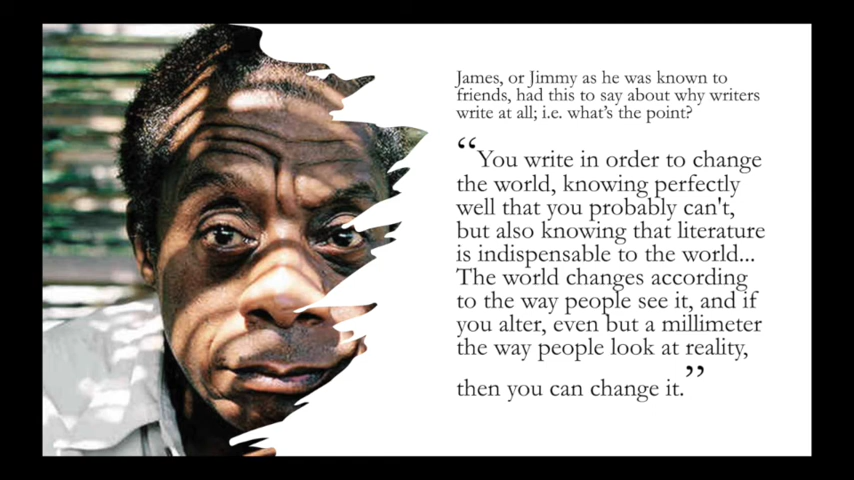 James, or Jimmy as he was known to
friends, had this to say about why writers
write at all; i.e. what's the point?
“You write in order to change
the world, knowing perfectly
well that you probably can't,
but also knowing that literature
is indispensable to the world...
The world changes according
to the way people see it, and if
you alter, even but a millimeter
the way people look at reality,
then you can change it.”